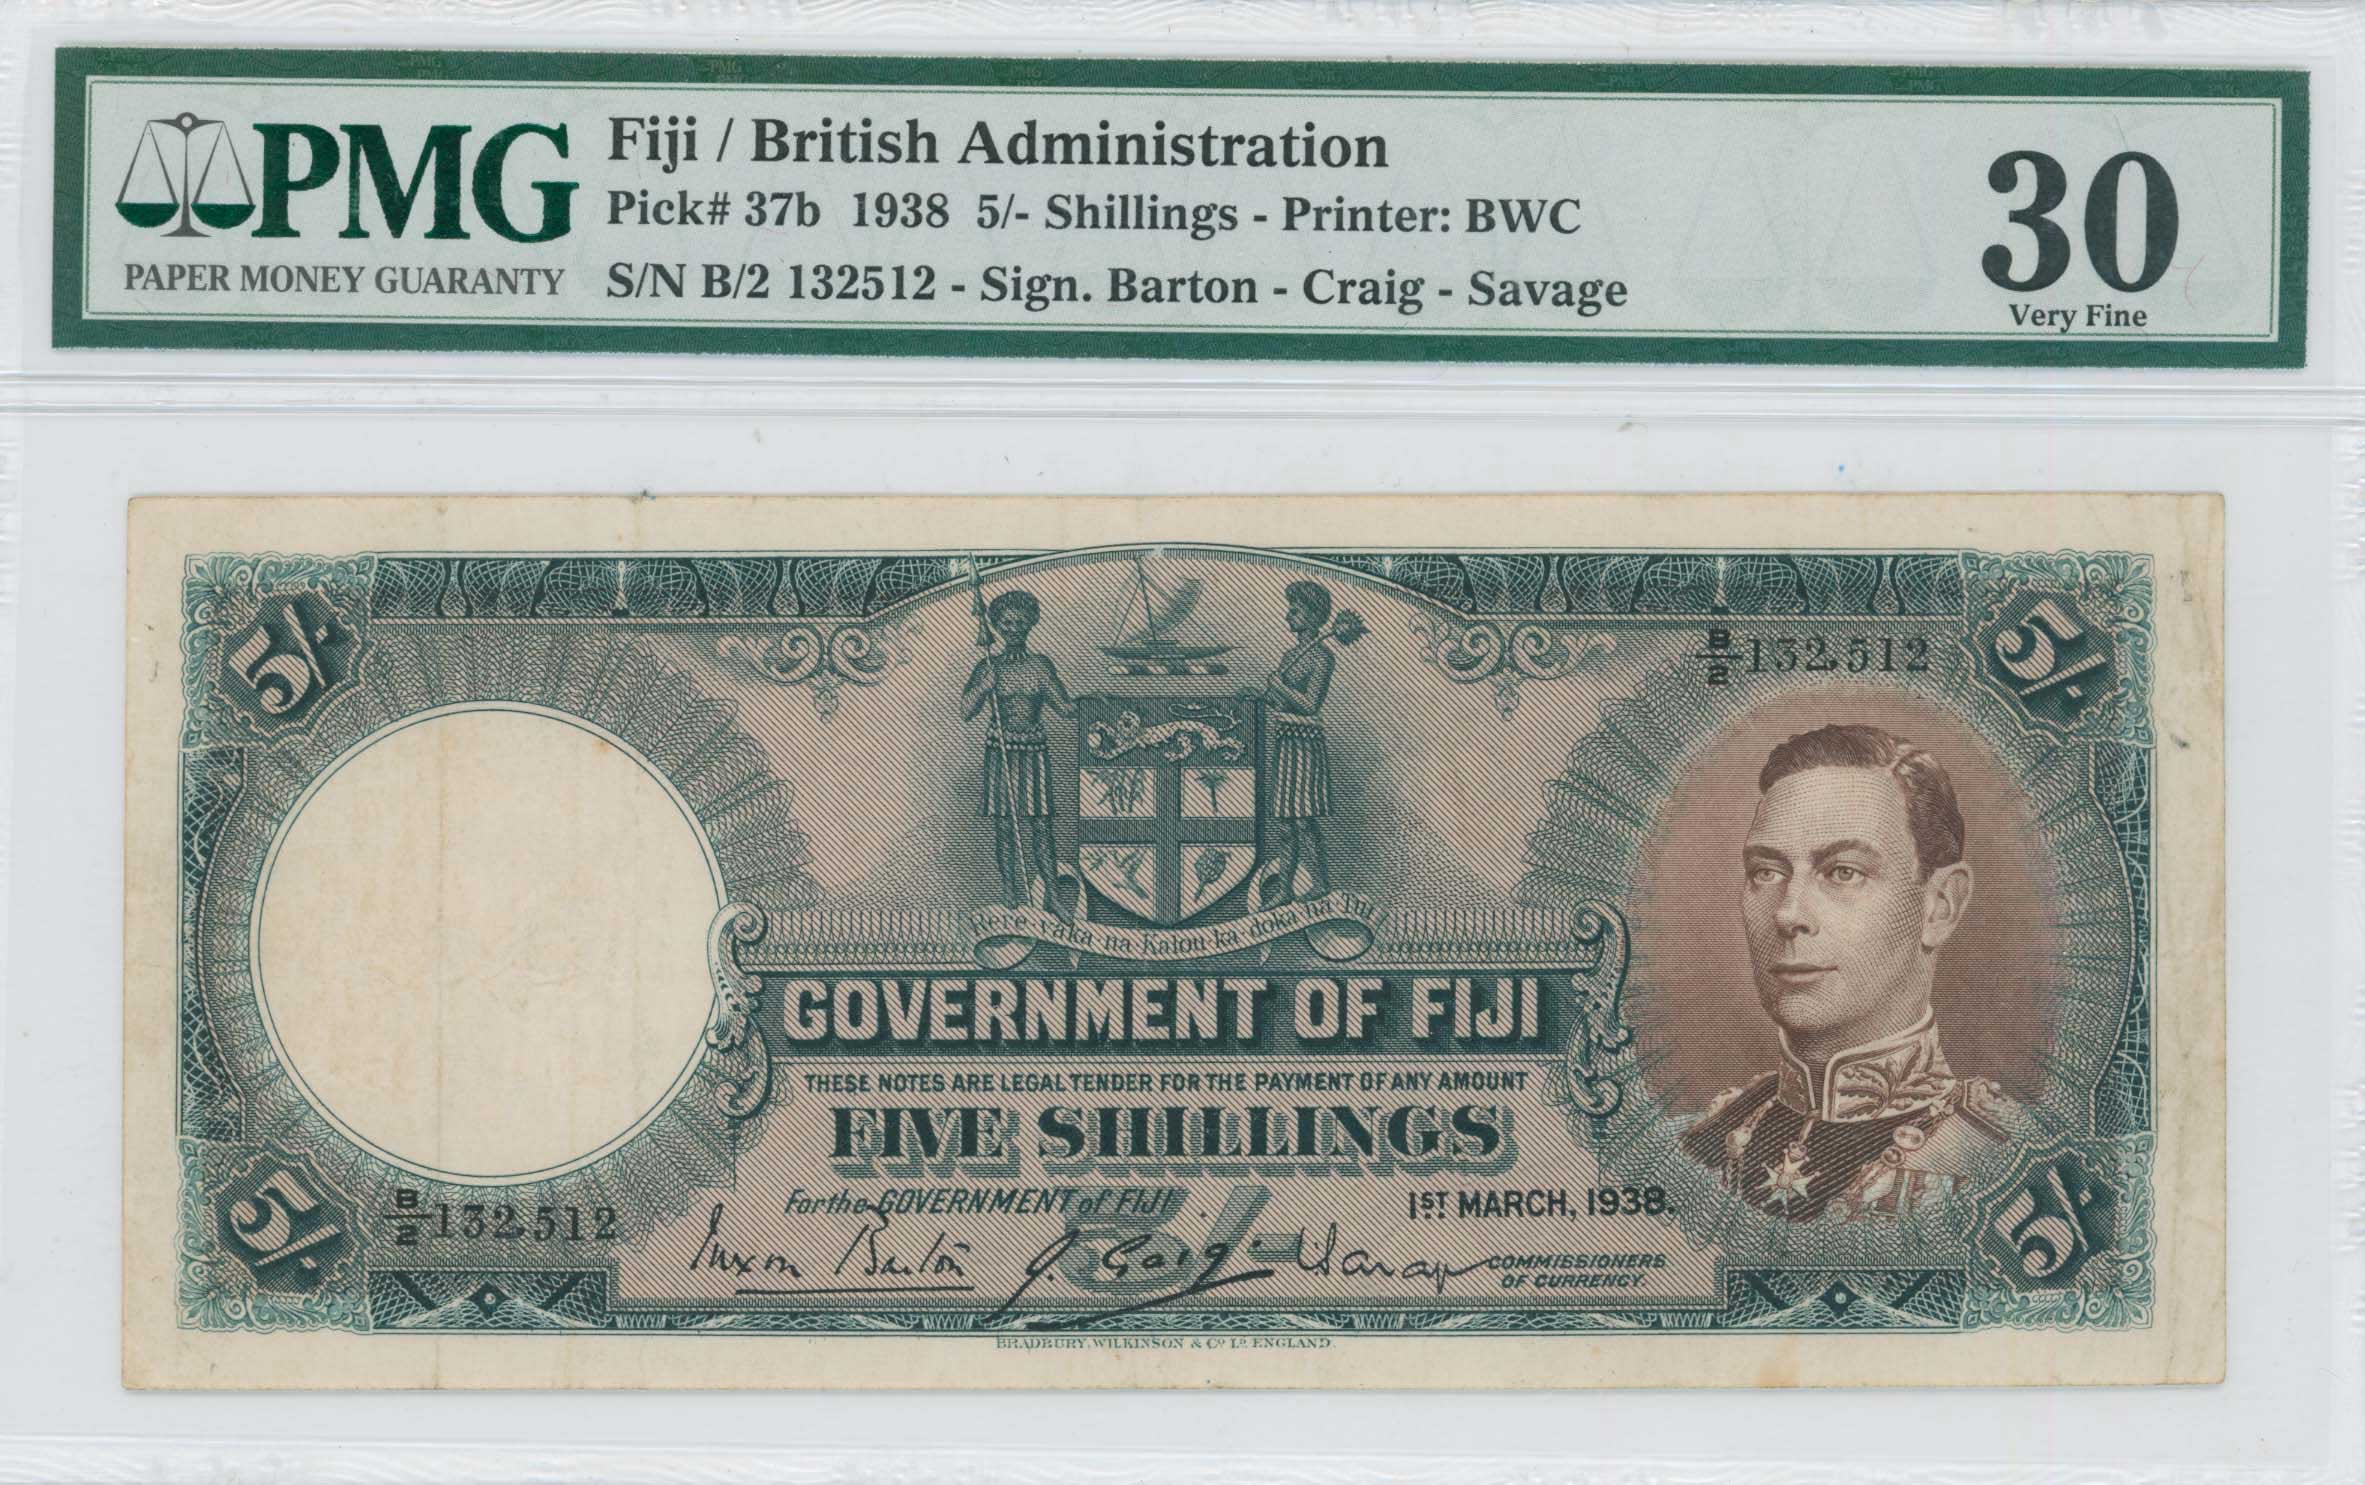 PMG
PAPER MONEY GUARANTY
Fiji / British Administration
Pick# 37b 1938 5/- Shillings - Printer: BWC
S/N B/2 132512 - Sign. Barton - Craig - Savage
30
Very Fine
5/-
5/-
B/2 132,512
Rere vaka na Kalou ka doka na Tui
GOVERNMENT OF FIJI
THESE NOTES ARE LEGAL TENDER FOR THE PAYMENT OF ANY AMOUNT
FIVE SHILLINGS
For the GOVERNMENT of FIJI
1ST MARCH, 1938.
B/2 132,512
5/-
5/-
5/-
COMMISSIONERS
OF CURRENCY.
BRADBURY, WILKINSON & Co. Ld. ENGLAND.